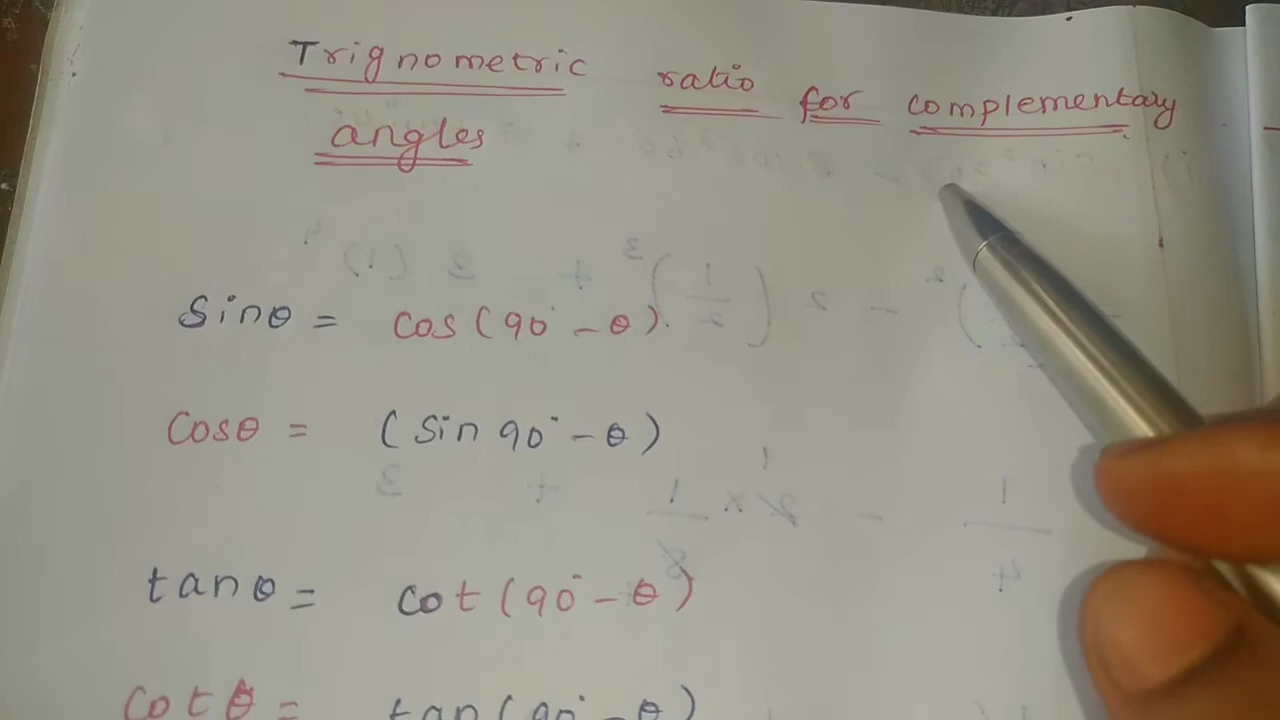 Trignometric ratio for complementary
angles
Sinθ = cos(90° - θ).
Cosθ = (Sin 90° - θ)
tanθ = cot(90° - θ)
Cotθ = tan(90° - θ)